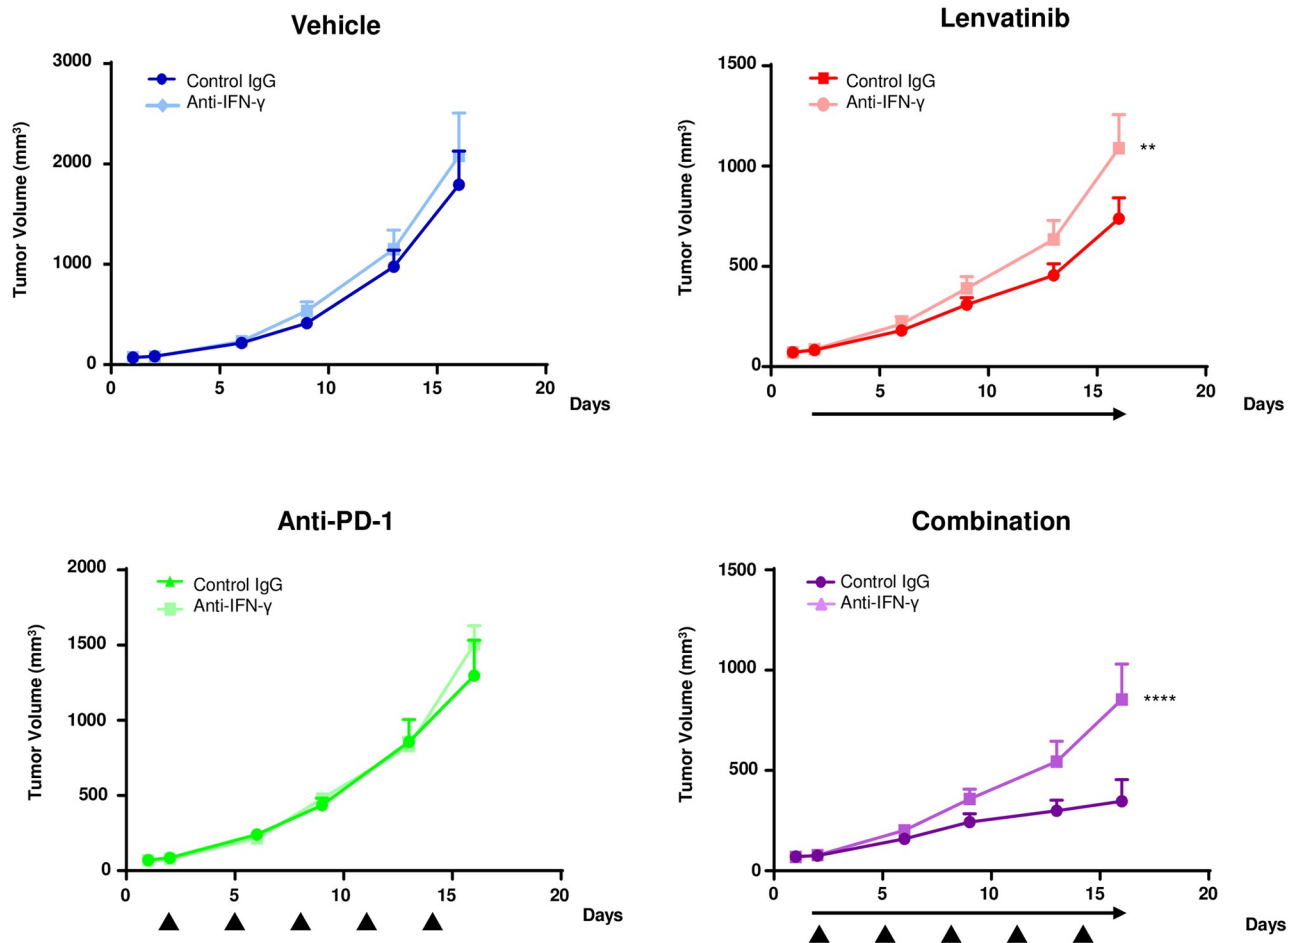 Vehicle
Tumor Volume (mm³)
3000
2000
1000
0
Control IgG
Anti-IFN-γ
0 5 10 15 20
Days
Lenvatinib
Tumor Volume (mm³)
1500
1000
500
0
Control IgG
Anti-IFN-γ
**
0 5 10 15 20
Days
Anti-PD-1
Tumor Volume (mm³)
2000
1500
1000
500
0
Control IgG
Anti-IFN-γ
0 5 10 15 20
Days
Combination
Tumor Volume (mm³)
1500
1000
500
0
Control IgG
Anti-IFN-γ
****
0 5 10 15 20
Days